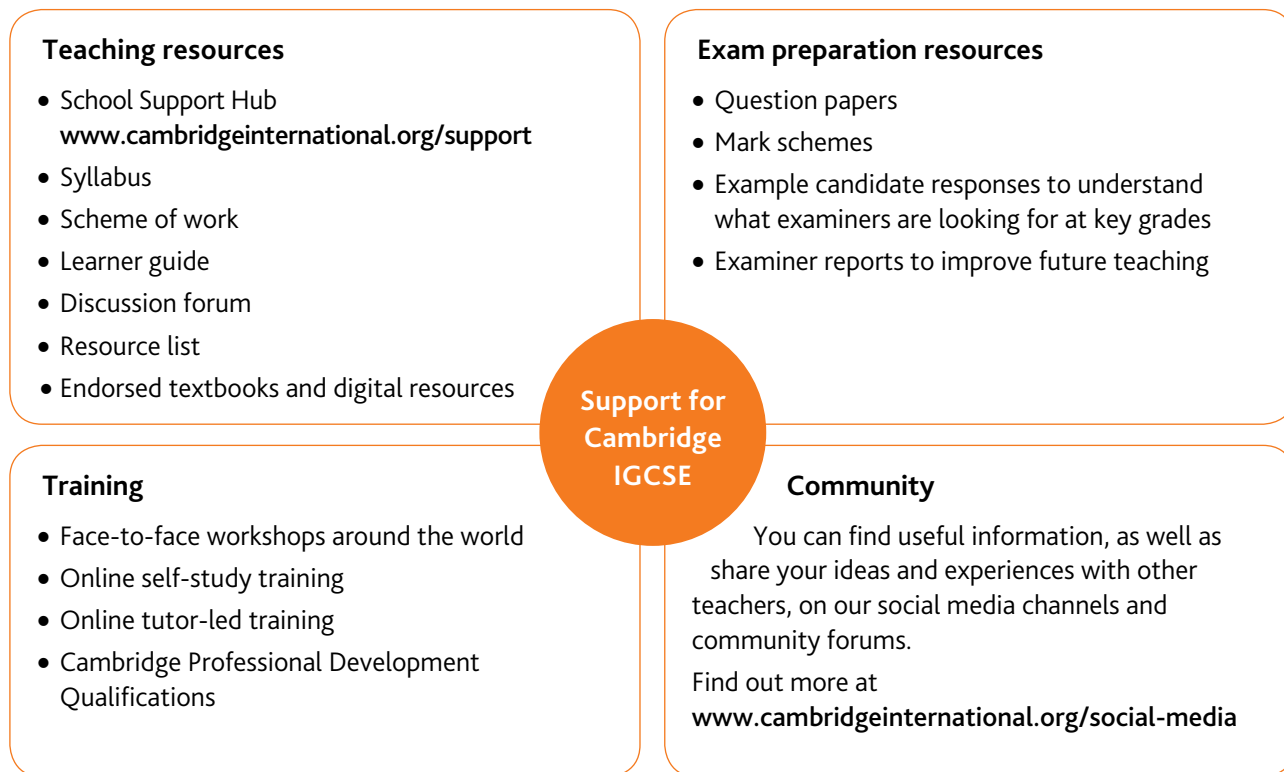 Teaching resources
• School Support Hub
www.cambridgeinternational.org/support
• Syllabus
• Scheme of work
• Learner guide
• Discussion forum
• Resource list
• Endorsed textbooks and digital resources
Exam preparation resources
• Question papers
• Mark schemes
• Example candidate responses to understand
what examiners are looking for at key grades
• Examiner reports to improve future teaching
Support for
Cambridge
IGCSE
Training
• Face-to-face workshops around the world
• Online self-study training
• Online tutor-led training
• Cambridge Professional Development
Qualifications
Community
You can find useful information, as well as
share your ideas and experiences with other
teachers, on our social media channels and
community forums.
Find out more at
www.cambridgeinternational.org/social-media